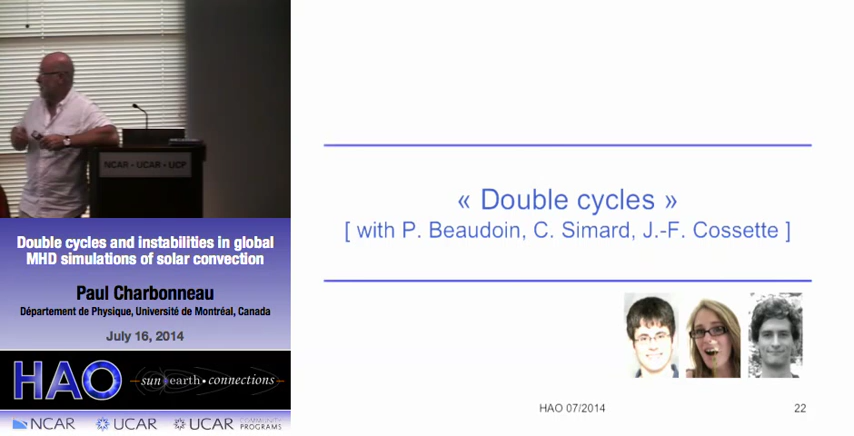 NCAR • UCAR • UCP
Double cycles and instabilities in global
MHD simulations of solar convection
Paul Charbonneau
Département de Physique, Université de Montréal, Canada
July 16, 2014
HAO
sun earth • connections
NCAR
UCAR
UCAR COMMUNITY
PROGRAMS
« Double cycles »
[ with P. Beaudoin, C. Simard, J.-F. Cossette ]
HAO 07/2014
22